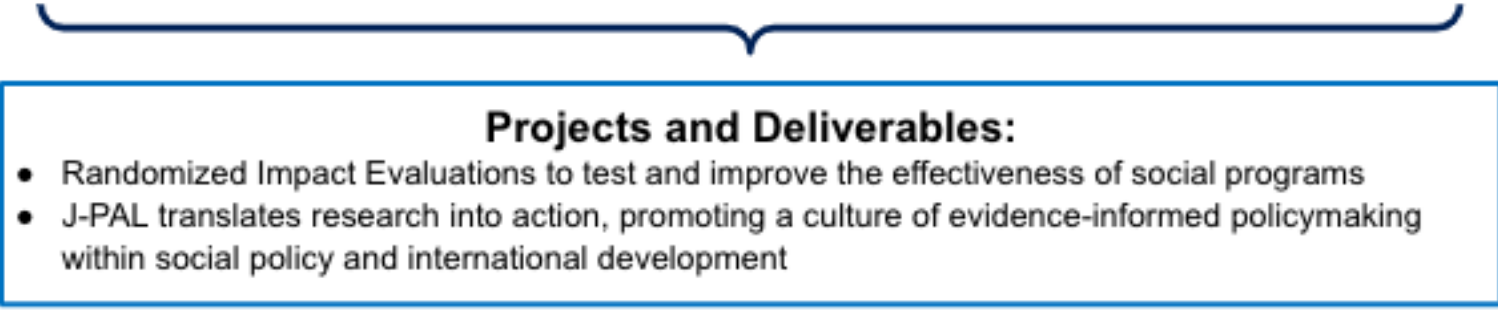 Projects and Deliverables:
● Randomized Impact Evaluations to test and improve the effectiveness of social programs
● J-PAL translates research into action, promoting a culture of evidence-informed policymaking
within social policy and international development